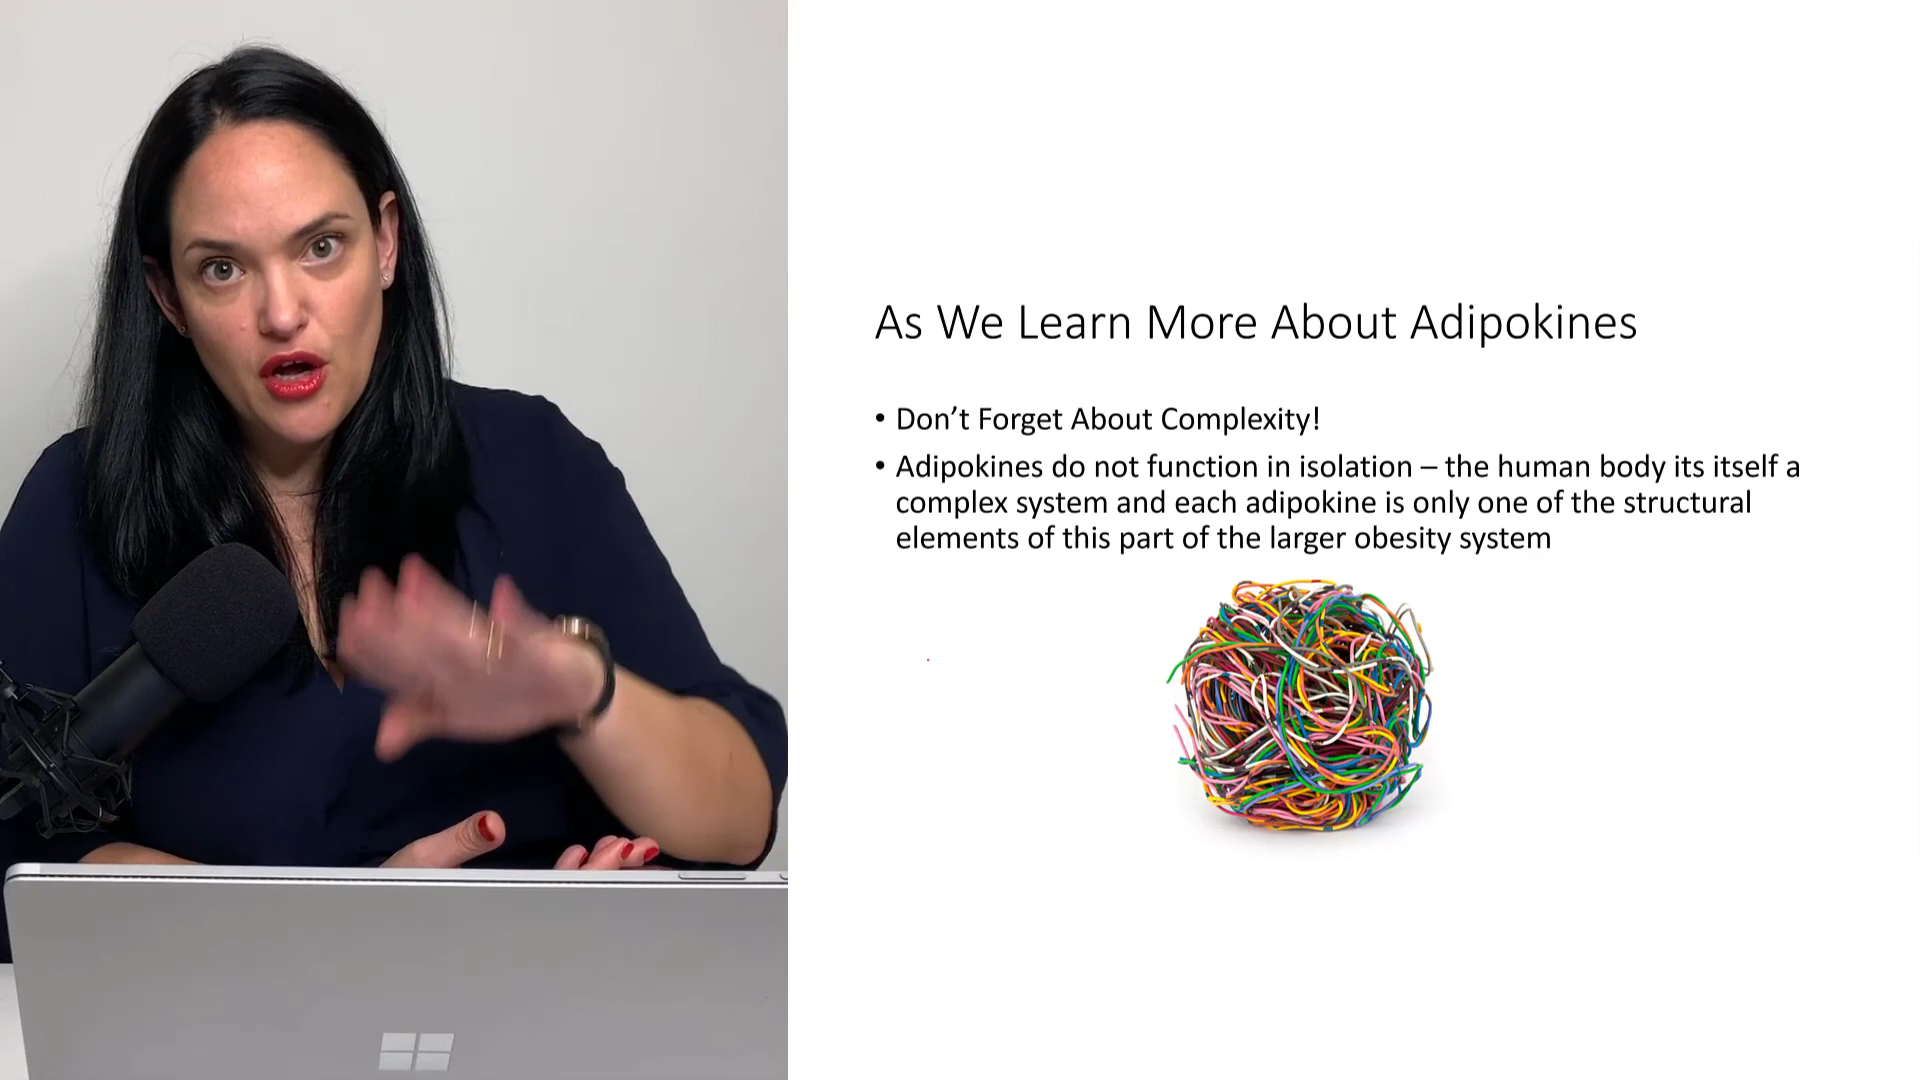 As We Learn More About Adipokines
• Don’t Forget About Complexity!
• Adipokines do not function in isolation – the human body its itself a
complex system and each adipokine is only one of the structural
elements of this part of the larger obesity system